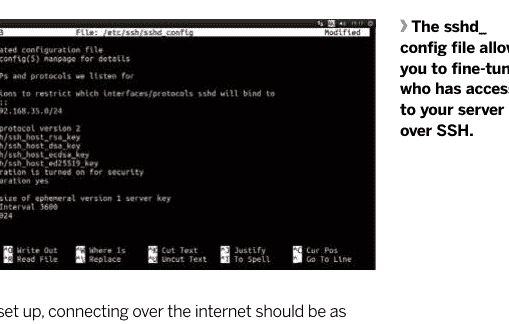 3 File: /etc/ssh/sshd_config Modified
ated configuration file
config(5) manpage for details
Ps and protocols we listen for
ions to restrict which interfaces/protocols sshd will bind to
::
92.168.35.0/24
protocol version 2
h/ssh_host_rsa_key
h/ssh_host_dsa_key
h/ssh_host_ecdsa_key
h/ssh_host_ed25519_key
ration is turned on for security
aration yes
size of ephemeral version 1 server key
Interval 3600
024
^O Write Out ^W Where Is ^K Cut Text ^J Justify ^C Cur Pos
^R Read File ^\ Replace ^U Uncut Text ^T To Spell ^_ Go To Line
》The sshd_
config file allow
you to fine-tun
who has acces
to your server
over SSH.
set up, connecting over the internet should be as